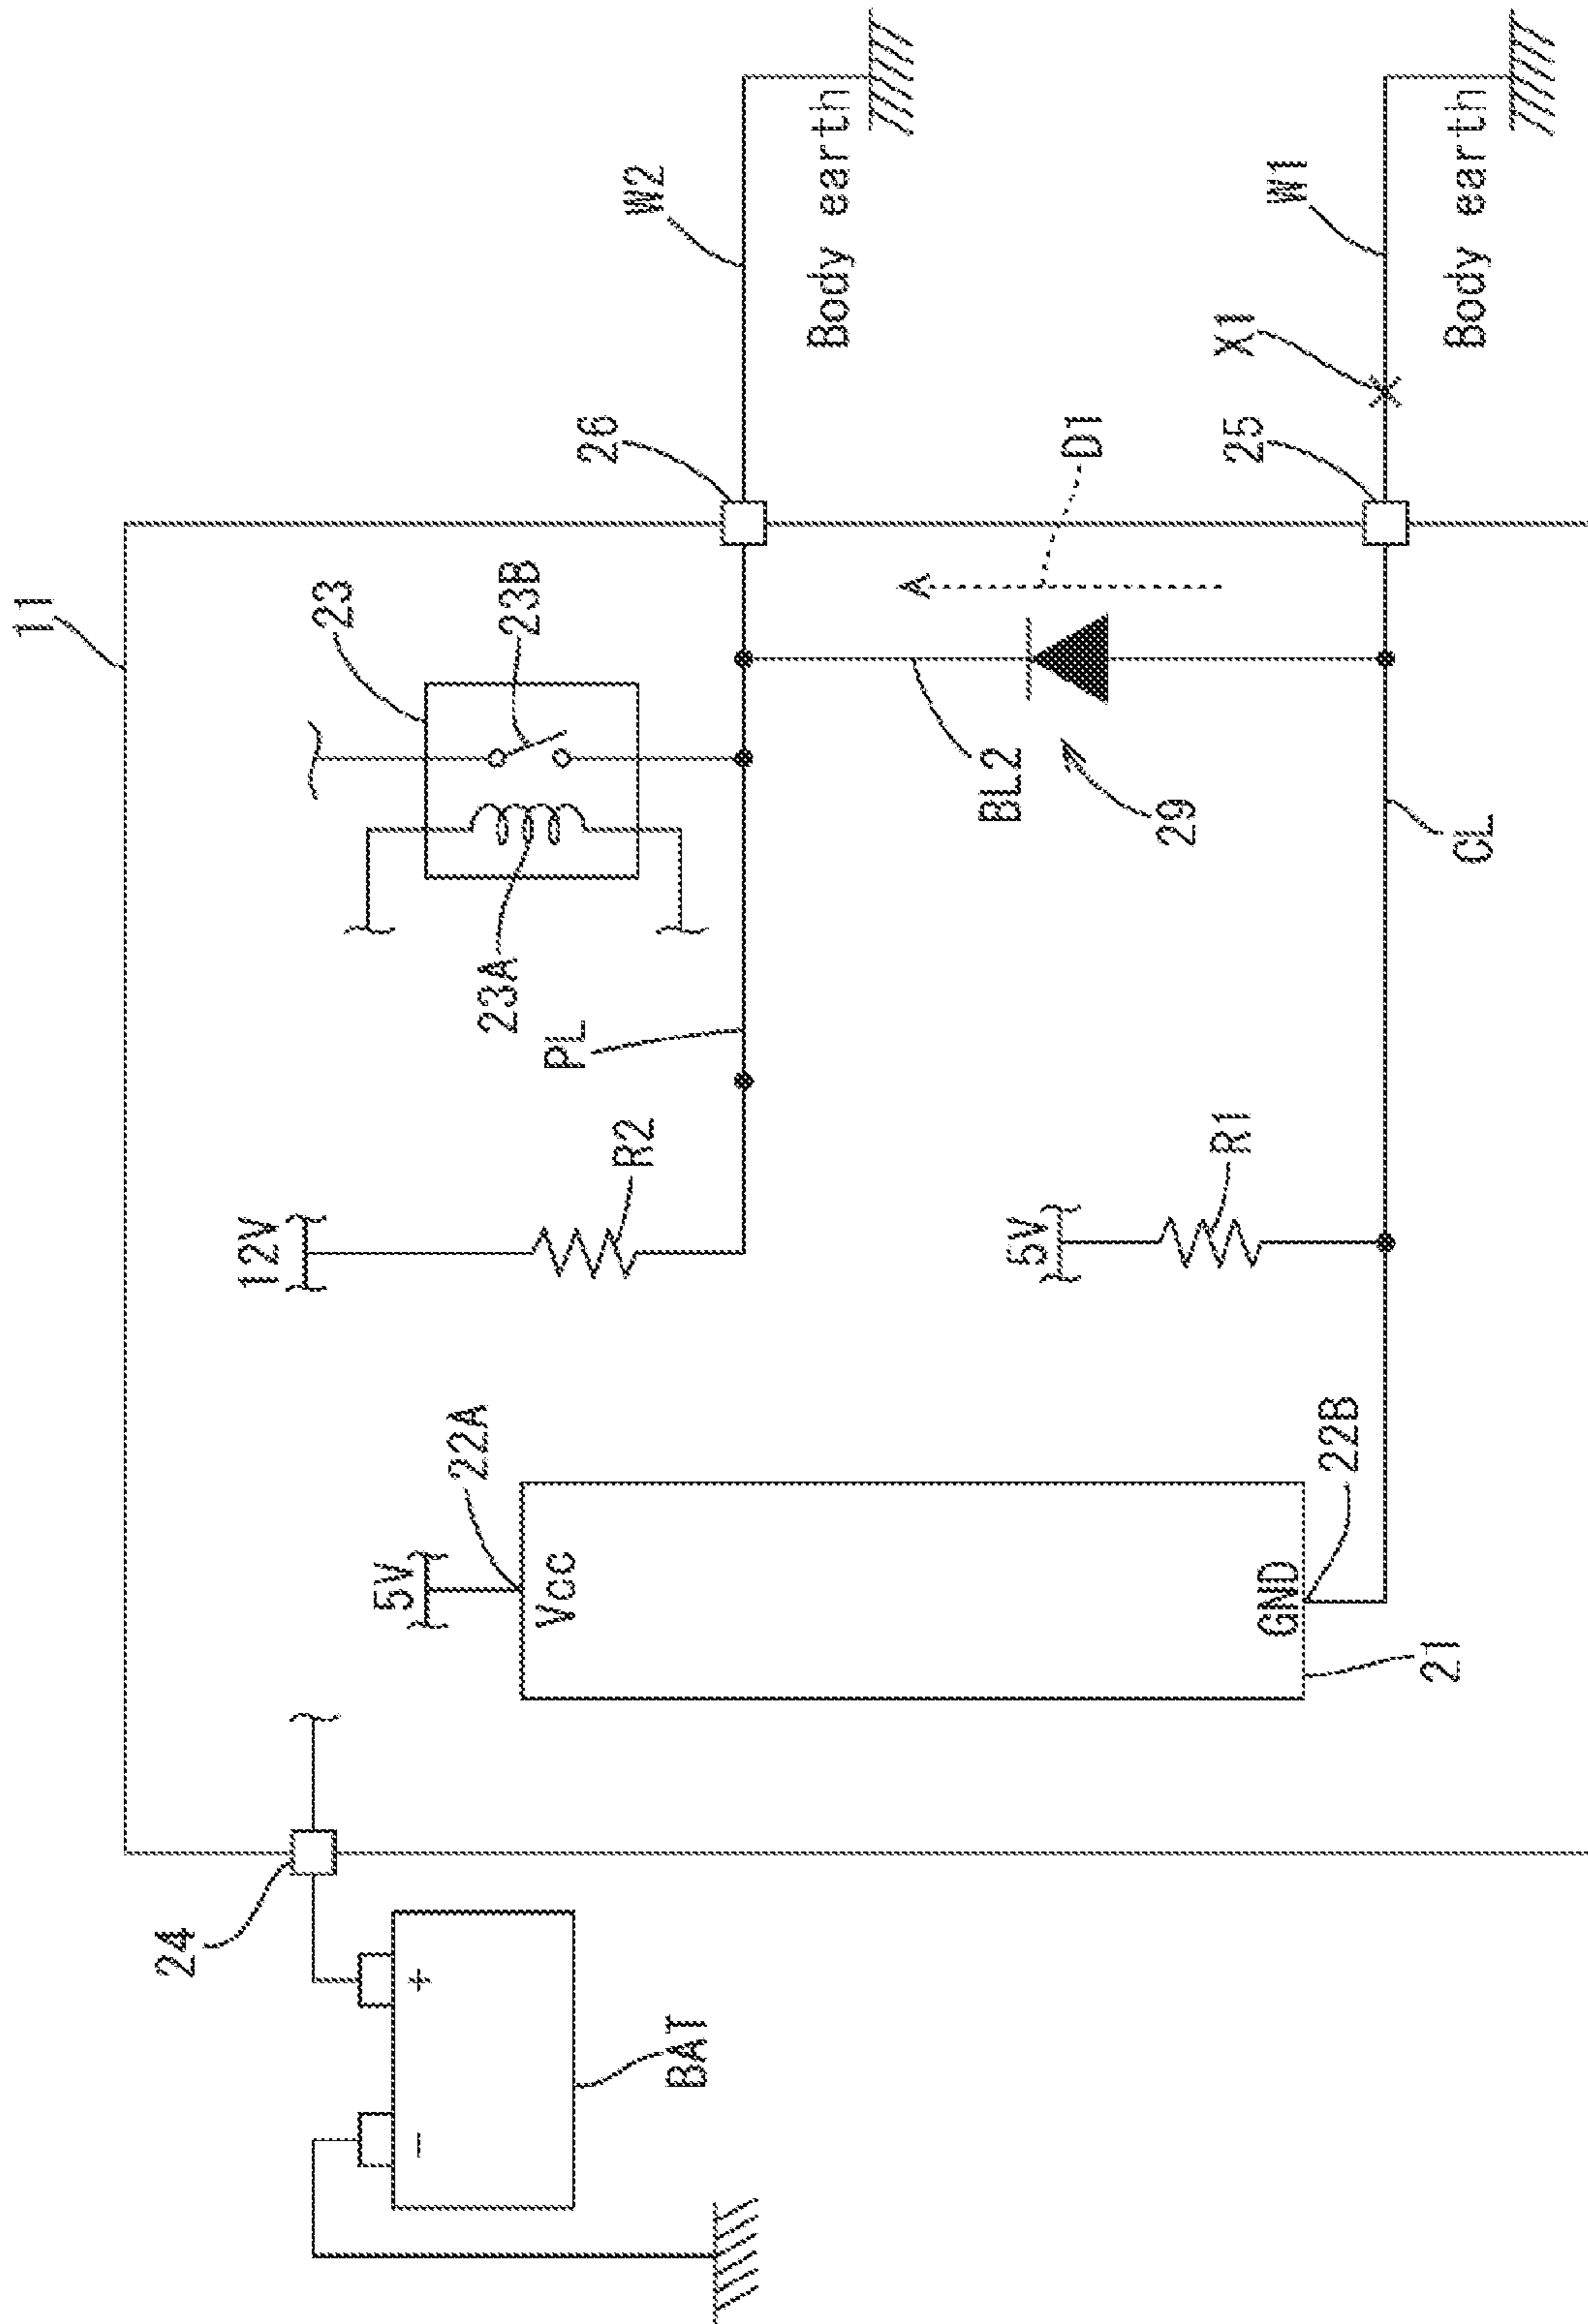 11
24
BAT
+
-
5V
22A
Vcc
GND
22B
21
12V
R2
5V
R1
PL
23
23A
23B
BL2
29
D1
CL
26
W2
Body earth
25
X1
W1
Body earth